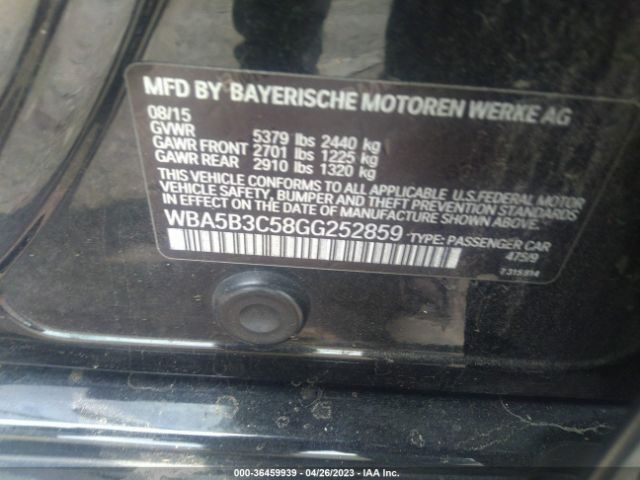 MFD BY BAYERISCHE MOTOREN WERKE AG
08/15
GVWR 5379 lbs 2440 kg
GAWR FRONT 2701 lbs 1225 kg
GAWR REAR 2910 lbs 1320 kg
THIS VEHICLE CONFORMS TO ALL APPLICABLE U.S. FEDERAL MOTOR
VEHICLE SAFETY, BUMPER AND THEFT PREVENTION STANDARDS
IN EFFECT ON THE DATE OF MANUFACTURE SHOWN ABOVE.
WBA5B3C58GG252859 TYPE: PASSENGER CAR
475/9
7 315 914
000-36459939 - 04/26/2023 - IAA Inc.